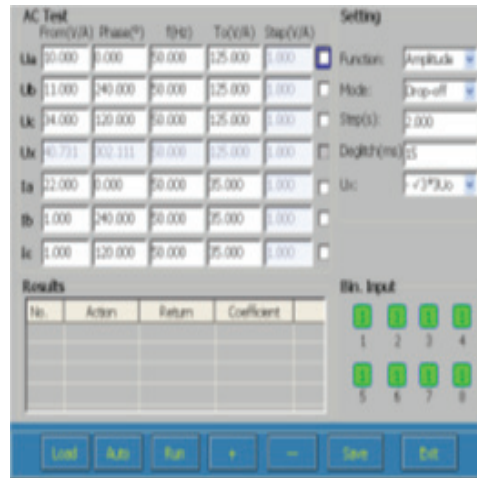 AC Test
From(V/A) Phase(º) f(Hz) To(V/A) Step(V/A)
Ua 10.000 0.000 50.000 125.000 1.000
Ub 11.000 240.000 50.000 125.000 1.000
Uc 34.000 120.000 50.000 125.000 1.000
Ux 40.731 302.111 50.000 125.000 1.000
Ia 22.000 0.000 50.000 35.000 1.000
Ib 1.000 240.000 50.000 35.000 1.000
Ic 1.000 120.000 50.000 35.000 1.000
Setting
Function: Amplitude
Mode: Drop-off
Step(s): 2.000
Deglitch(ms) 15
Ux:
Results
No. Action Return Coefficient
Bin. Input
1 2 3 4
5 6 7 8
Load Auto Run + — Save Exit